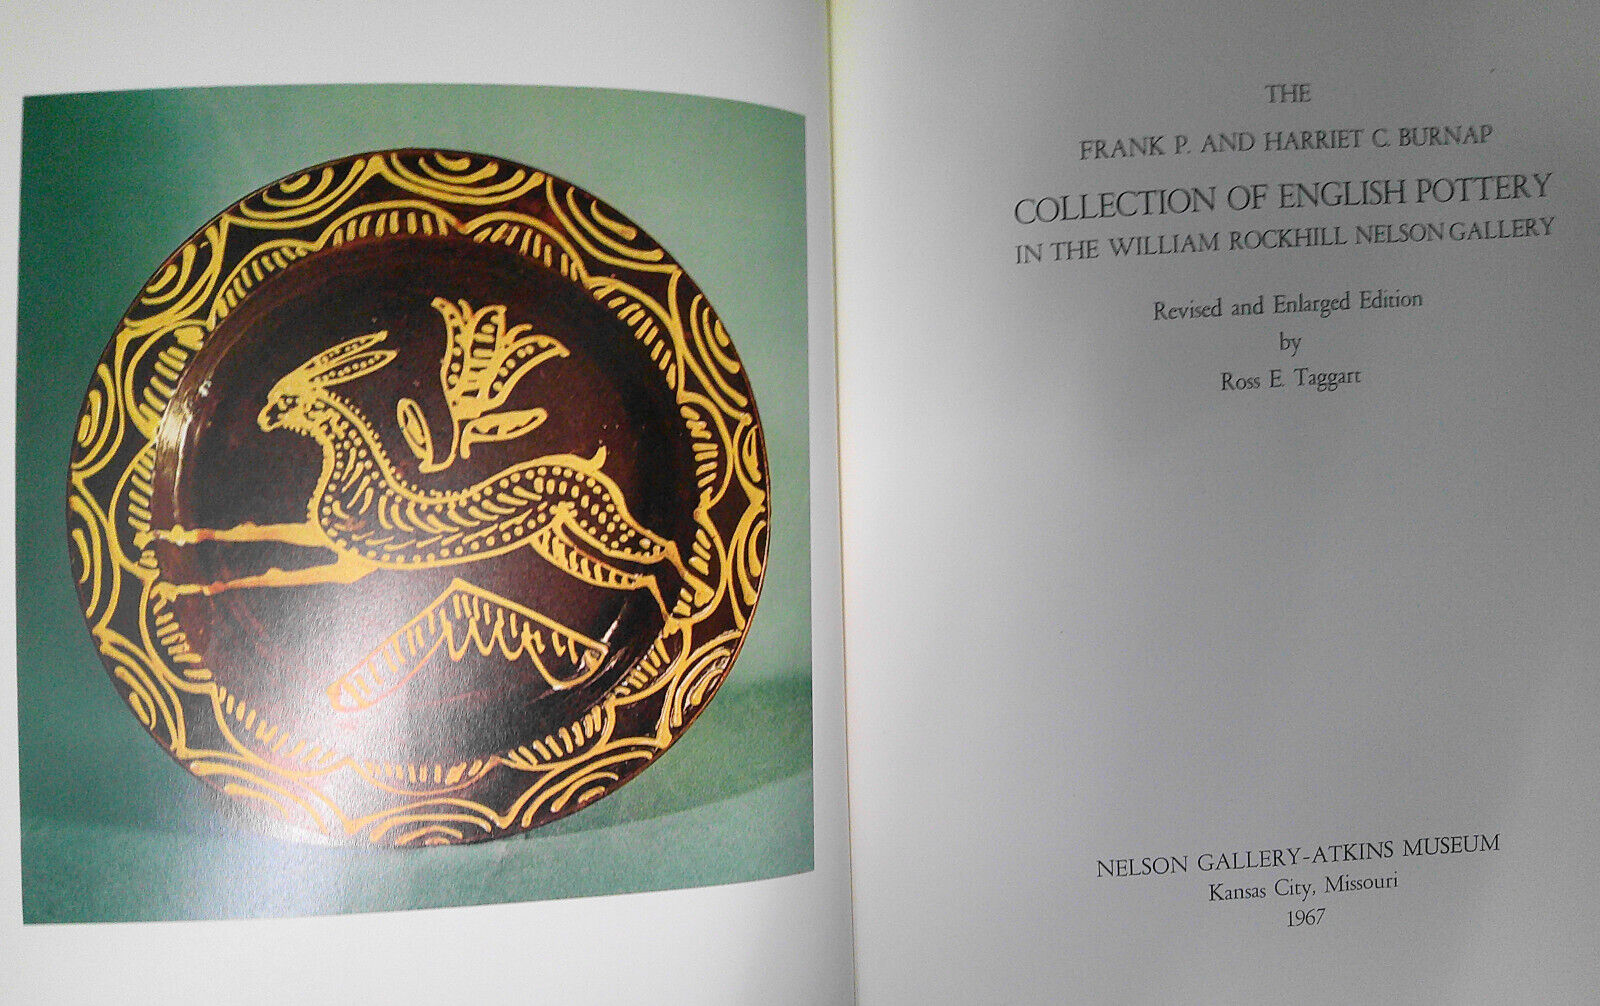 THE
FRANK P. AND HARRIET C. BURNAP
COLLECTION OF ENGLISH POTTERY
IN THE WILLIAM ROCKHILL NELSON GALLERY
Revised and Enlarged Edition
by
Ross E. Taggart
NELSON GALLERY-ATKINS MUSEUM
Kansas City, Missouri
1967